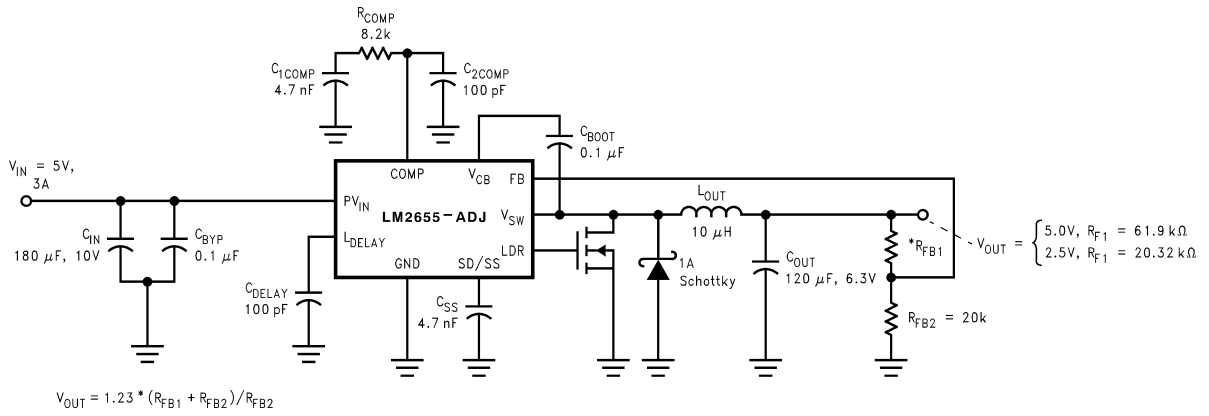 R_COMP
8.2k
C_1COMP
4.7 nF
C_2COMP
100 pF
C_BOOT
0.1 μF
V_IN = 5V,
3A
COMP
V_CB
FB
PV_IN
LM2655-ADJ
V_SW
L_DELAY
LDR
GND
SD/SS
L_OUT
10 μH
C_IN
180 μF, 10V
C_BYP
0.1 μF
C_DELAY
100 pF
C_SS
4.7 nF
1A
Schottky
C_OUT
120 μF, 6.3V
*R_FB1
R_FB2 = 20k
V_OUT = { 5.0V, R_F1 = 61.9 kΩ
2.5V, R_F1 = 20.32 kΩ
V_OUT = 1.23 * (R_FB1 + R_FB2)/R_FB2